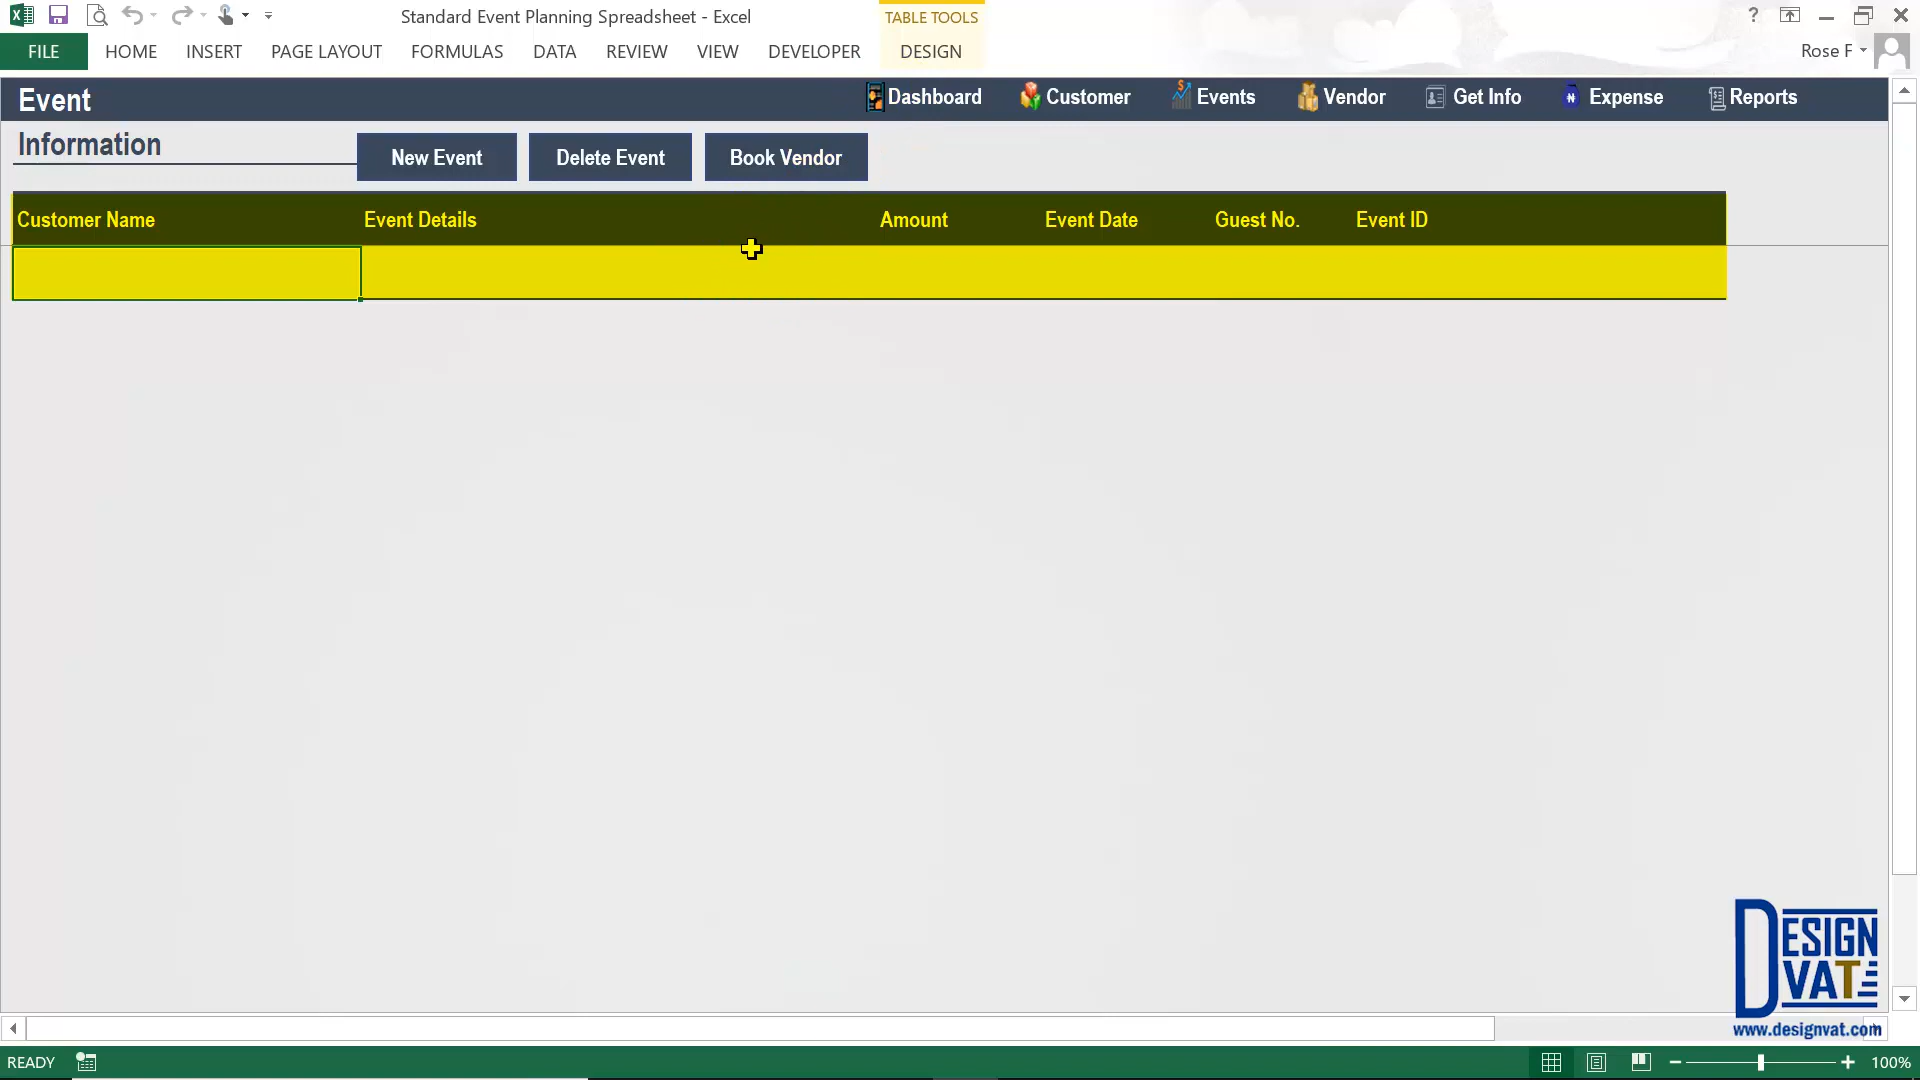 Standard Event Planning Spreadsheet - Excel
TABLE TOOLS
?
FILE HOME INSERT PAGE LAYOUT FORMULAS DATA REVIEW VIEW DEVELOPER DESIGN Rose F
Event Dashboard Customer Events Vendor Get Info Expense Reports
Information New Event Delete Event Book Vendor
Customer Name Event Details Amount Event Date Guest No. Event ID
DESIGN
VAT
www.designvat.com
READY 100%